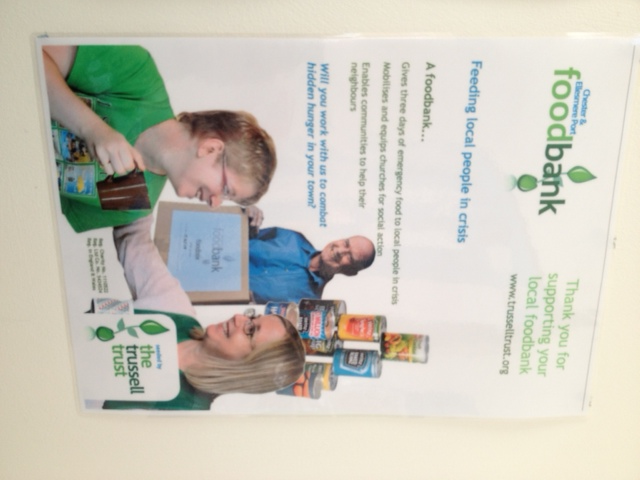 Chester &
Ellesmere Port
foodbank
Thank you for
supporting your
local foodbank
www.trusselltrust.org
Feeding local people in crisis
A foodbank...
Gives three days of emergency food to local people in crisis
Mobilises and equips churches for social action
Enables communities to help their
neighbours
Will you work with us to combat
hidden hunger in your town?
foodbank
the
trussell
trust